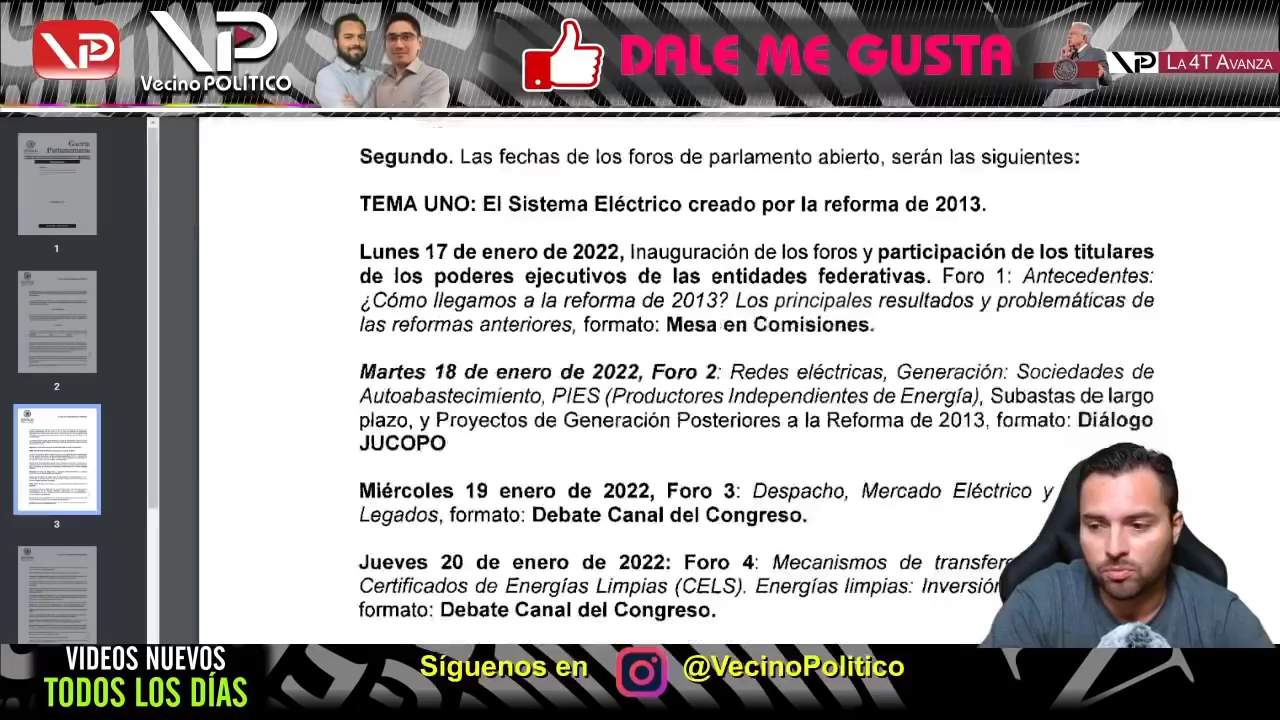 VP
VP
Vecino POLÍTICO
DALE ME GUSTA
VP LA 4T AVANZA
Gaceta
Parlamentaria
1
2
3
Segundo. Las fechas de los foros de parlamento abierto, serán las siguientes:
TEMA UNO: El Sistema Eléctrico creado por la reforma de 2013.
Lunes 17 de enero de 2022, Inauguración de los foros y participación de los titulares
de los poderes ejecutivos de las entidades federativas. Foro 1: Antecedentes:
¿Cómo llegamos a la reforma de 2013? Los principales resultados y problemáticas de
las reformas anteriores, formato: Mesa en Comisiones.
Martes 18 de enero de 2022, Foro 2: Redes eléctricas, Generación: Sociedades de
Autoabastecimiento, PIES (Productores Independientes de Energía), Subastas de largo
plazo, y Proyectos de Generación Posteriores a la Reforma de 2013, formato: Diálogo
JUCOPO
Miércoles 19 enero de 2022, Foro 3: Despacho, Mercado Eléctrico y
Legados, formato: Debate Canal del Congreso.
Jueves 20 de enero de 2022: Foro 4: Mecanismos de transfere
Certificados de Energías Limpias (CELS). Energías limpias: Inversión
formato: Debate Canal del Congreso.
VIDEOS NUEVOS
TODOS LOS DÍAS
Síguenos en @VecinoPolitico